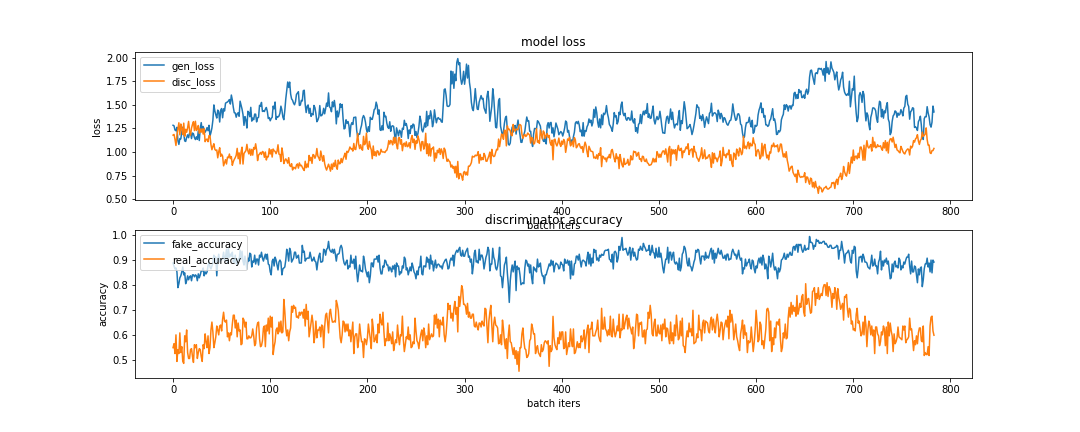 model loss
2.00
1.75
1.50
1.25
1.00
0.75
0.50
loss
gen_loss
disc_loss
0 100 200 300 400 500 600 700 800
batch iters
discriminator accuracy
1.0
0.9
0.8
0.7
0.6
0.5
accuracy
fake_accuracy
real_accuracy
0 100 200 300 400 500 600 700 800
batch iters